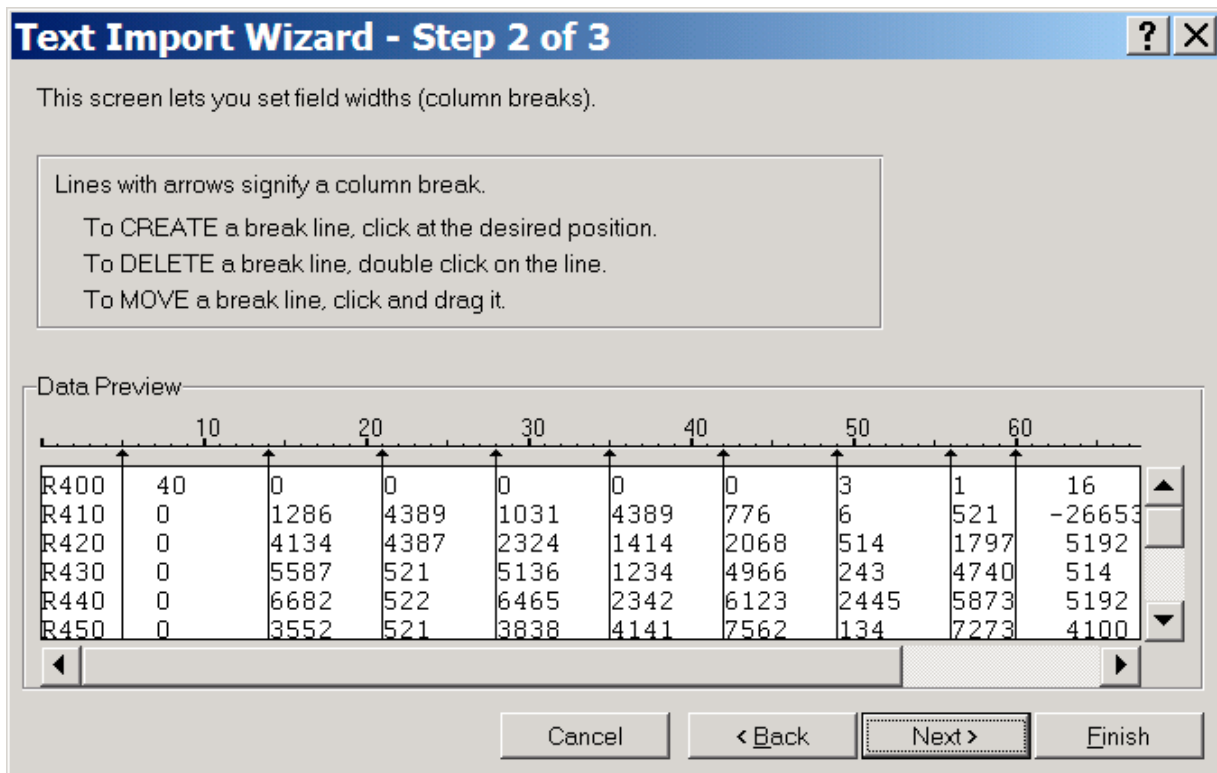 Text Import Wizard - Step 2 of 3
This screen lets you set field widths (column breaks).
Lines with arrows signify a column break.
To CREATE a break line, click at the desired position.
To DELETE a break line, double click on the line.
To MOVE a break line, click and drag it.
Data Preview
10 20 30 40 50 60
R400 40 0 0 0 0 0 3 1 16
R410 0 1286 4389 1031 4389 776 6 521 -26653
R420 0 4134 4387 2324 1414 2068 514 1797 5192
R430 0 5587 521 5136 1234 4966 243 4740 514
R440 0 6682 522 6465 2342 6123 2445 5873 5192
R450 0 3552 521 3838 4141 7562 134 7273 4100
Cancel < Back Next > Finish